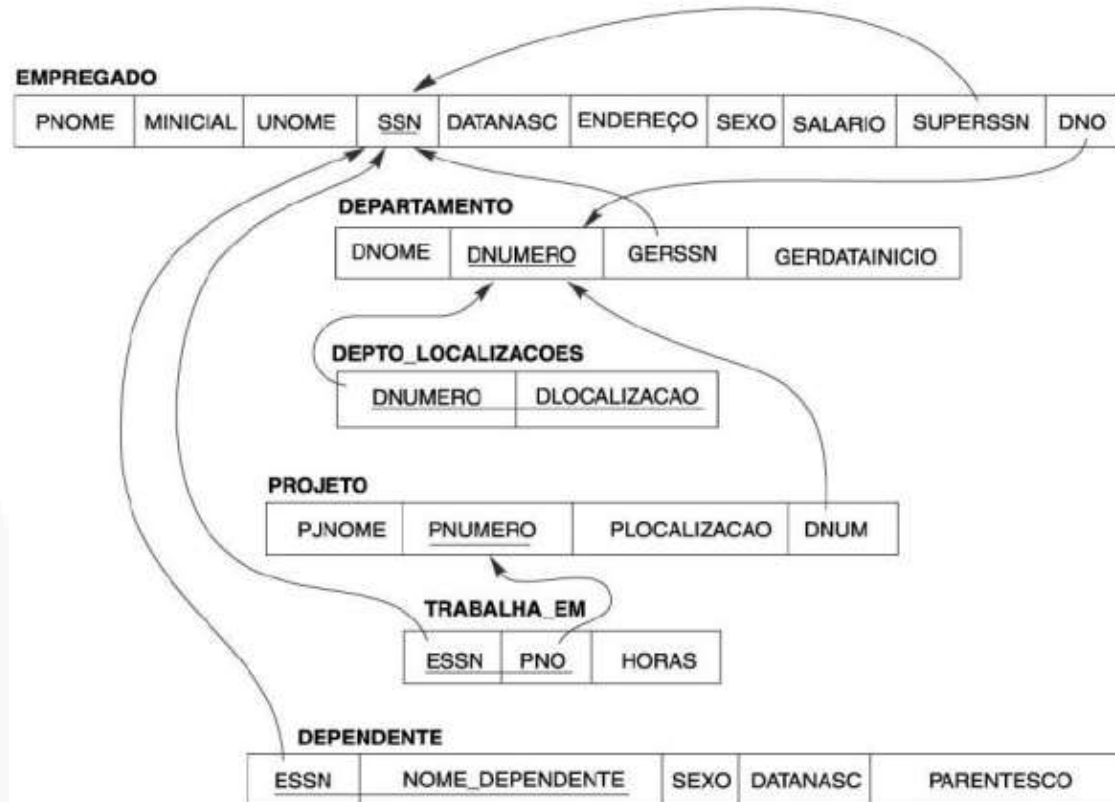 EMPREGADO
PNOME MINICIAL UNOME SSN DATANASC ENDEREÇO SEXO SALARIO SUPERSSN DNO
DEPARTAMENTO
DNOME DNUMERO GERSSN GERDATAINICIO
DEPTO_LOCALIZACOES
DNUMERO DLOCALIZACAO
PROJETO
PJNOME PNUMERO PLOCALIZACAO DNUM
TRABALHA_EM
ESSN PNO HORAS
DEPENDENTE
ESSN NOME_DEPENDENTE SEXO DATANASC PARENTESCO